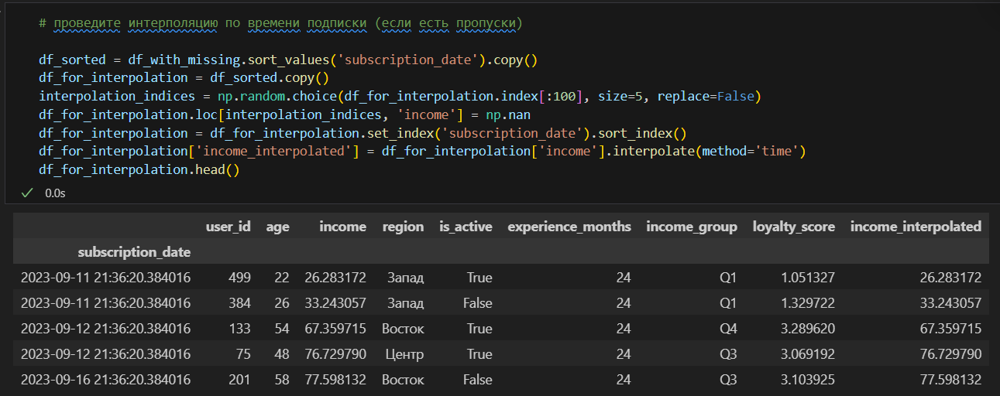 # проведите интерполяцию по времени подписки (если есть пропуски)
df_sorted = df_with_missing.sort_values('subscription_date').copy()
df_for_interpolation = df_sorted.copy()
interpolation_indices = np.random.choice(df_for_interpolation.index[:100], size=5, replace=False)
df_for_interpolation.loc[interpolation_indices, 'income'] = np.nan
df_for_interpolation = df_for_interpolation.set_index('subscription_date').sort_index()
df_for_interpolation['income_interpolated'] = df_for_interpolation['income'].interpolate(method='time')
df_for_interpolation.head()
0.0s
user_id age income region is_active experience_months income_group loyalty_score income_interpolated
subscription_date
2023-09-11 21:36:20.384016 499 22 26.283172 Запад True 24 Q1 1.051327 26.283172
2023-09-11 21:36:20.384016 384 26 33.243057 Запад False 24 Q1 1.329722 33.243057
2023-09-12 21:36:20.384016 133 54 67.359715 Восток True 24 Q4 3.289620 67.359715
2023-09-12 21:36:20.384016 75 48 76.729790 Центр True 24 Q3 3.069192 76.729790
2023-09-16 21:36:20.384016 201 58 77.598132 Восток False 24 Q3 3.103925 77.598132